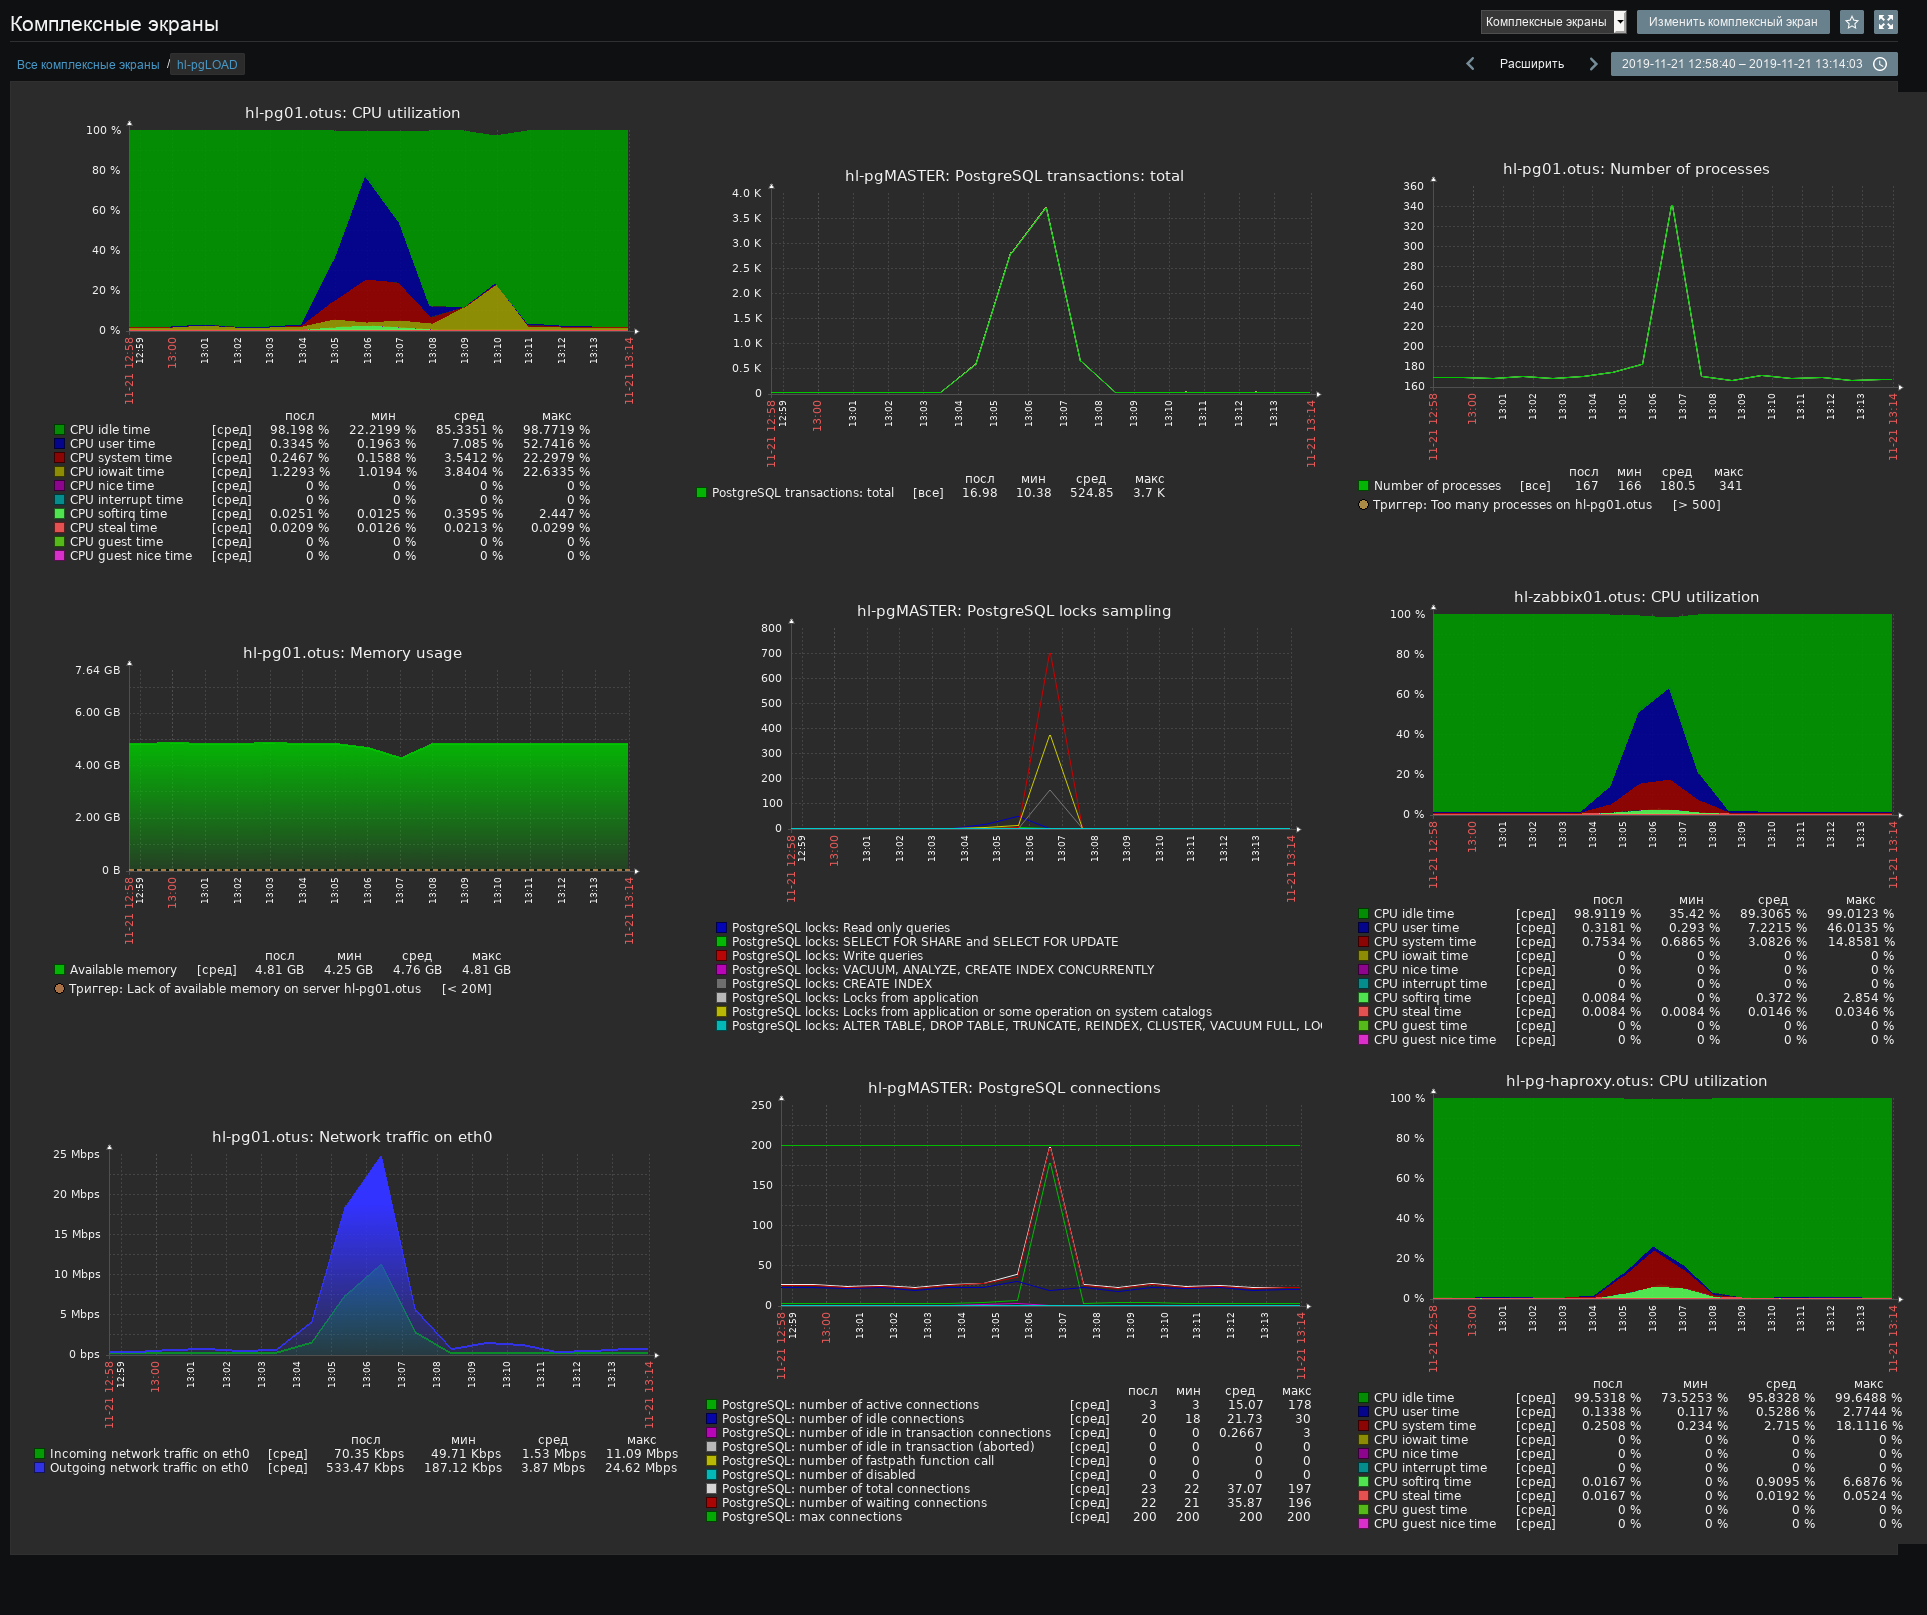 Комплексные экраны
Комплексные экраны
Изменить комплексный экран
Все комплексные экраны / hl-pgLOAD
Расширить
2019-11-21 12:58:40 – 2019-11-21 13:14:03
hl-pg01.otus: CPU utilization
100 %
80 %
60 %
40 %
20 %
0 %
11-21 12:58 12:59 13:00 13:01 13:02 13:03 13:04 13:05 13:06 13:07 13:08 13:09 13:10 13:11 13:12 13:13 11-21 13:14
посл мин сред макс
CPU idle time [сред] 98.198 % 22.2199 % 85.3351 % 98.7719 %
CPU user time [сред] 0.3345 % 0.1963 % 7.085 % 52.7416 %
CPU system time [сред] 0.2467 % 0.1588 % 3.5412 % 22.2979 %
CPU iowait time [сред] 1.2293 % 1.0194 % 3.8404 % 22.6335 %
CPU nice time [сред] 0 % 0 % 0 % 0 %
CPU interrupt time [сред] 0 % 0 % 0 % 0 %
CPU softirq time [сред] 0.0251 % 0.0125 % 0.3595 % 2.447 %
CPU steal time [сред] 0.0209 % 0.0126 % 0.0213 % 0.0299 %
CPU guest time [сред] 0 % 0 % 0 % 0 %
CPU guest nice time [сред] 0 % 0 % 0 % 0 %
hl-pgMASTER: PostgreSQL transactions: total
4.0 K
3.5 K
3.0 K
2.5 K
2.0 K
1.5 K
1.0 K
0.5 K
0
11-21 12:58 12:59 13:00 13:01 13:02 13:03 13:04 13:05 13:06 13:07 13:08 13:09 13:10 13:11 13:12 13:13 11-21 13:14
посл мин сред макс
PostgreSQL transactions: total [все] 16.98 10.38 524.85 3.7 K
hl-pg01.otus: Number of processes
360
340
320
300
280
260
240
220
200
180
160
11-21 12:58 13:00 13:01 13:02 13:03 13:04 13:05 13:06 13:07 13:08 13:09 13:10 13:11 13:12 13:13 11-21 13:14
посл мин сред макс
Number of processes [все] 167 166 180.5 341
Триггер: Too many processes on hl-pg01.otus [> 500]
hl-pg01.otus: Memory usage
7.64 GB
6.00 GB
4.00 GB
2.00 GB
0 B
11-21 12:58 12:59 13:00 13:01 13:02 13:03 13:04 13:05 13:06 13:07 13:08 13:09 13:10 13:11 13:12 13:13 11-21 13:14
посл мин сред макс
Available memory [сред] 4.81 GB 4.25 GB 4.76 GB 4.81 GB
Триггер: Lack of available memory on server hl-pg01.otus [< 20M]
hl-pgMASTER: PostgreSQL locks sampling
800
700
600
500
400
300
200
100
0
11-21 12:58 12:59 13:00 13:01 13:02 13:03 13:04 13:05 13:06 13:07 13:08 13:09 13:10 13:11 13:12 13:13 11-21 13:14
PostgreSQL locks: Read only queries
PostgreSQL locks: SELECT FOR SHARE and SELECT FOR UPDATE
PostgreSQL locks: Write queries
PostgreSQL locks: VACUUM, ANALYZE, CREATE INDEX CONCURRENTLY
PostgreSQL locks: CREATE INDEX
PostgreSQL locks: Locks from application
PostgreSQL locks: Locks from application or some operation on system catalogs
PostgreSQL locks: ALTER TABLE, DROP TABLE, TRUNCATE, REINDEX, CLUSTER, VACUUM FULL,
hl-zabbix01.otus: CPU utilization
100 %
80 %
60 %
40 %
20 %
0 %
11-21 12:58 13:00 13:01 13:02 13:03 13:04 13:05 13:06 13:07 13:08 13:09 13:10 13:11 13:12 13:13 11-21 13:14
посл мин сред макс
CPU idle time [сред] 98.9119 % 35.42 % 89.3065 % 99.0123 %
CPU user time [сред] 0.3181 % 0.293 % 7.2215 % 46.0135 %
CPU system time [сред] 0.7534 % 0.6865 % 3.0826 % 14.8581 %
CPU iowait time [сред] 0 % 0 % 0 % 0 %
CPU nice time [сред] 0 % 0 % 0 % 0 %
CPU interrupt time [сред] 0 % 0 % 0 % 0 %
CPU softirq time [сред] 0.0084 % 0 % 0.372 % 2.854 %
CPU steal time [сред] 0.0084 % 0.0084 % 0.0146 % 0.0346 %
CPU guest time [сред] 0 % 0 % 0 % 0 %
CPU guest nice time [сред] 0 % 0 % 0 % 0 %
hl-pg01.otus: Network traffic on eth0
25 Mbps
20 Mbps
15 Mbps
10 Mbps
5 Mbps
0 bps
11-21 12:58 12:59 13:00 13:01 13:02 13:03 13:04 13:05 13:06 13:07 13:08 13:09 13:10 13:11 13:12 13:13 11-21 13:14
посл мин сред макс
Incoming network traffic on eth0 [сред] 70.35 Kbps 49.71 Kbps 1.53 Mbps 11.09 Mbps
Outgoing network traffic on eth0 [сред] 533.47 Kbps 187.12 Kbps 3.87 Mbps 24.62 Mbps
hl-pgMASTER: PostgreSQL connections
250
200
150
100
50
0
11-21 12:58 12:59 13:00 13:01 13:02 13:03 13:04 13:05 13:06 13:07 13:08 13:09 13:10 13:11 13:12 13:13 11-21 13:14
посл мин сред макс
PostgreSQL: number of active connections [сред] 3 3 15.07 178
PostgreSQL: number of idle connections [сред] 20 18 21.73 30
PostgreSQL: number of idle in transaction connections [сред] 0 0 0.2667 3
PostgreSQL: number of idle in transaction (aborted) [сред] 0 0 0 0
PostgreSQL: number of fastpath function call [сред] 0 0 0 0
PostgreSQL: number of disabled [сред] 0 0 0 0
PostgreSQL: number of total connections [сред] 23 22 37.07 197
PostgreSQL: number of waiting connections [сред] 22 21 35.87 196
PostgreSQL: max connections [сред] 200 200 200 200
hl-pg-haproxy.otus: CPU utilization
100 %
80 %
60 %
40 %
20 %
0 %
11-21 12:58 13:00 13:01 13:02 13:03 13:04 13:05 13:06 13:07 13:08 13:09 13:10 13:11 13:12 13:13 11-21 13:14
посл мин сред макс
CPU idle time [сред] 99.5318 % 73.5253 % 95.8328 % 99.6488 %
CPU user time [сред] 0.1338 % 0.117 % 0.5286 % 2.7744 %
CPU system time [сред] 0.2508 % 0.234 % 2.715 % 18.1116 %
CPU iowait time [сред] 0 % 0 % 0 % 0 %
CPU nice time [сред] 0 % 0 % 0 % 0 %
CPU interrupt time [сред] 0 % 0 % 0 % 0 %
CPU softirq time [сред] 0.0167 % 0 % 0.9095 % 6.6876 %
CPU steal time [сред] 0.0167 % 0 % 0.0192 % 0.0524 %
CPU guest time [сред] 0 % 0 % 0 % 0 %
CPU guest nice time [сред] 0 % 0 % 0 % 0 %